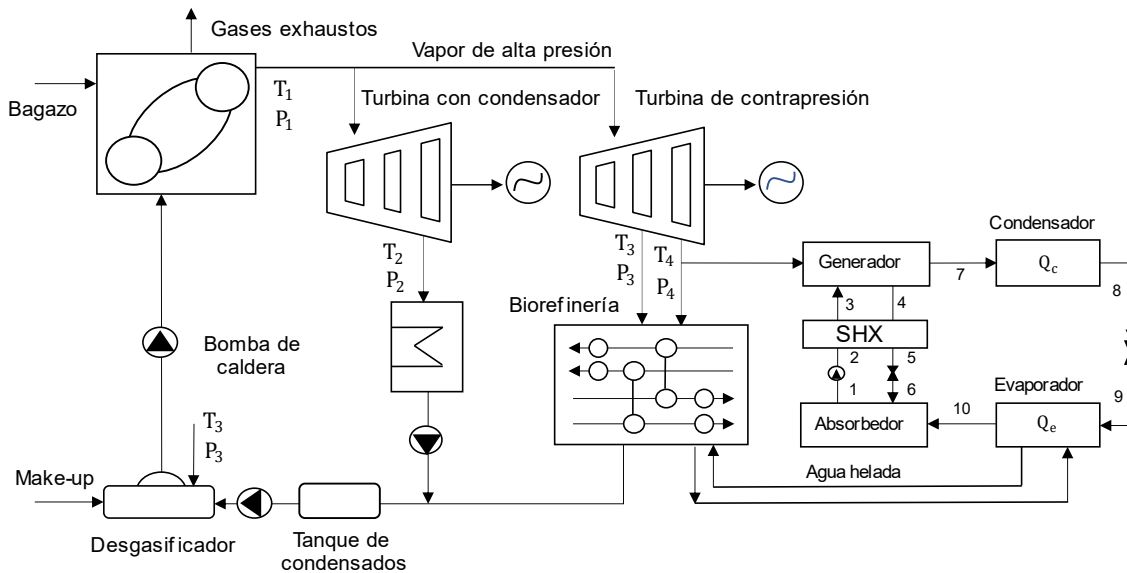 Gases exhaustos
Vapor de alta presión
Bagazo
T1
P1
Turbina con condensador
Turbina de contrapresión
T2
P2
T3
P3
T4
P4
Condensador
Generador
7
Qc
8
3
4
Biorefinería
SHX
2
5
Bomba de
caldera
1
6
Evaporador
Absorbedor
10
Qe
9
T3
P3
Agua helada
Make-up
Desgasificador
Tanque de
condensados